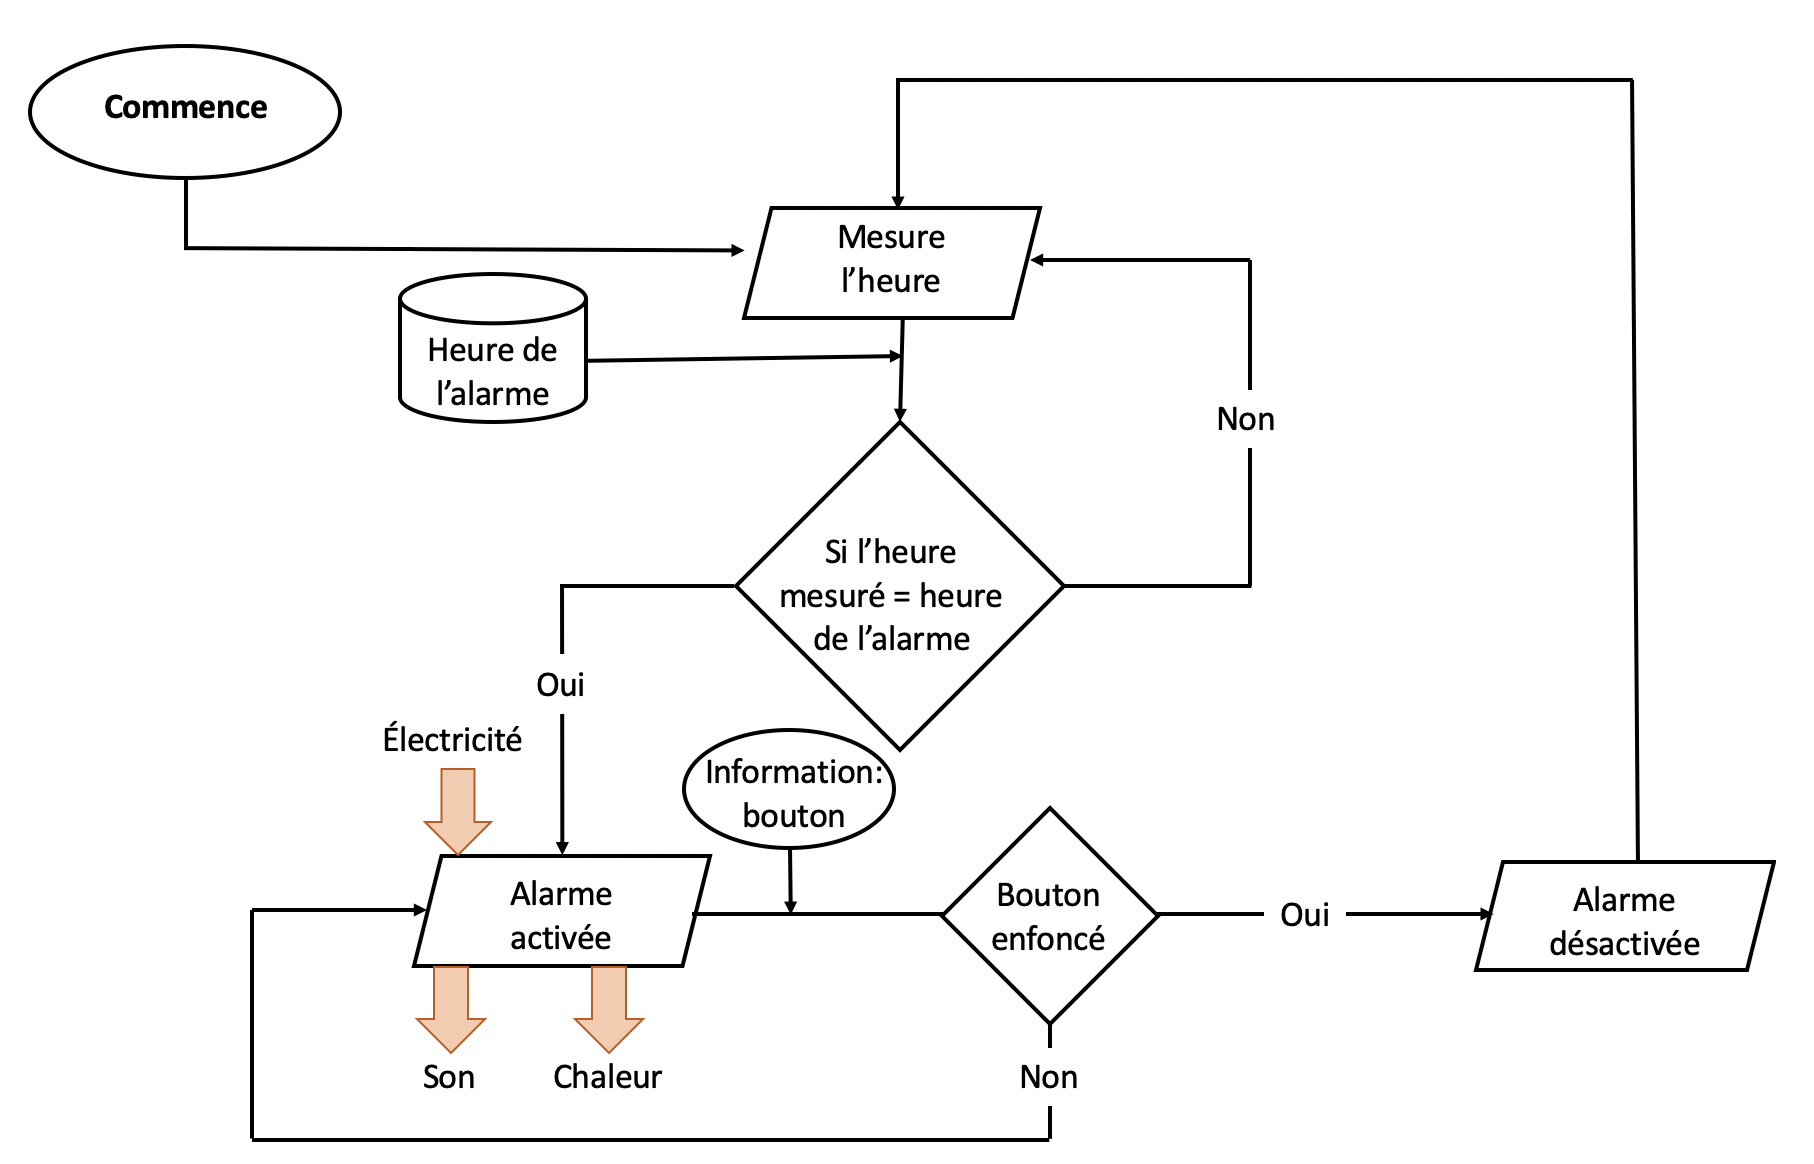 Commence
Mesure
l’heure
Heure de
l’alarme
Non
Si l’heure
mesuré = heure
de l’alarme
Oui
Électricité
Information:
bouton
Alarme
activée
Bouton
enfoncé
Oui
Alarme
désactivée
Son
Chaleur
Non